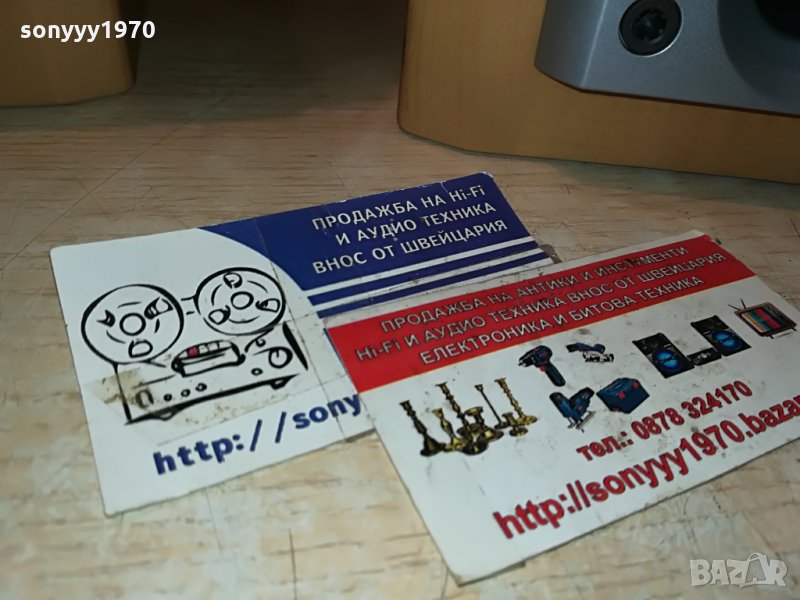 sonyyy1970
ПРОДАЖБА НА Hi-Fi
И АУДИО ТЕХНИКА
ВНОС ОТ ШВЕЙЦАРИЯ
http://sony
ПРОДАЖБА НА АНТИКИ И ИНСТРУМЕНТИ
Hi-Fi И АУДИО ТЕХНИКА ВНОС ОТ ШВЕЙЦАРИЯ
ЕЛЕКТРОНИКА И БИТОВА ТЕХНИКА
тел.: 0878 324170
http://sonyyy1970.bazar
BAZAR